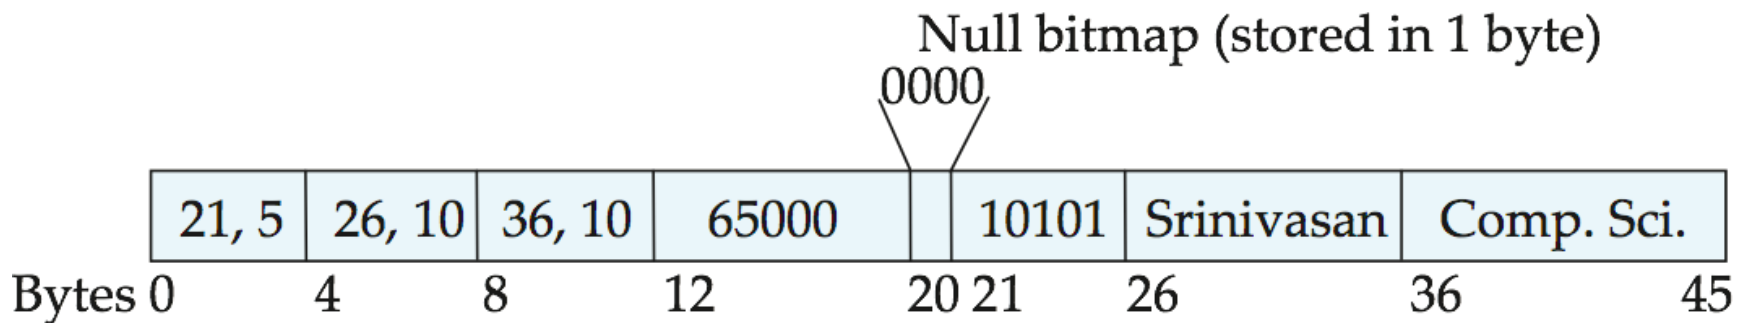 Null bitmap (stored in 1 byte)
0000
21, 5 26, 10 36, 10 65000 10101 Srinivasan Comp. Sci.
Bytes 0 4 8 12 20 21 26 36 45